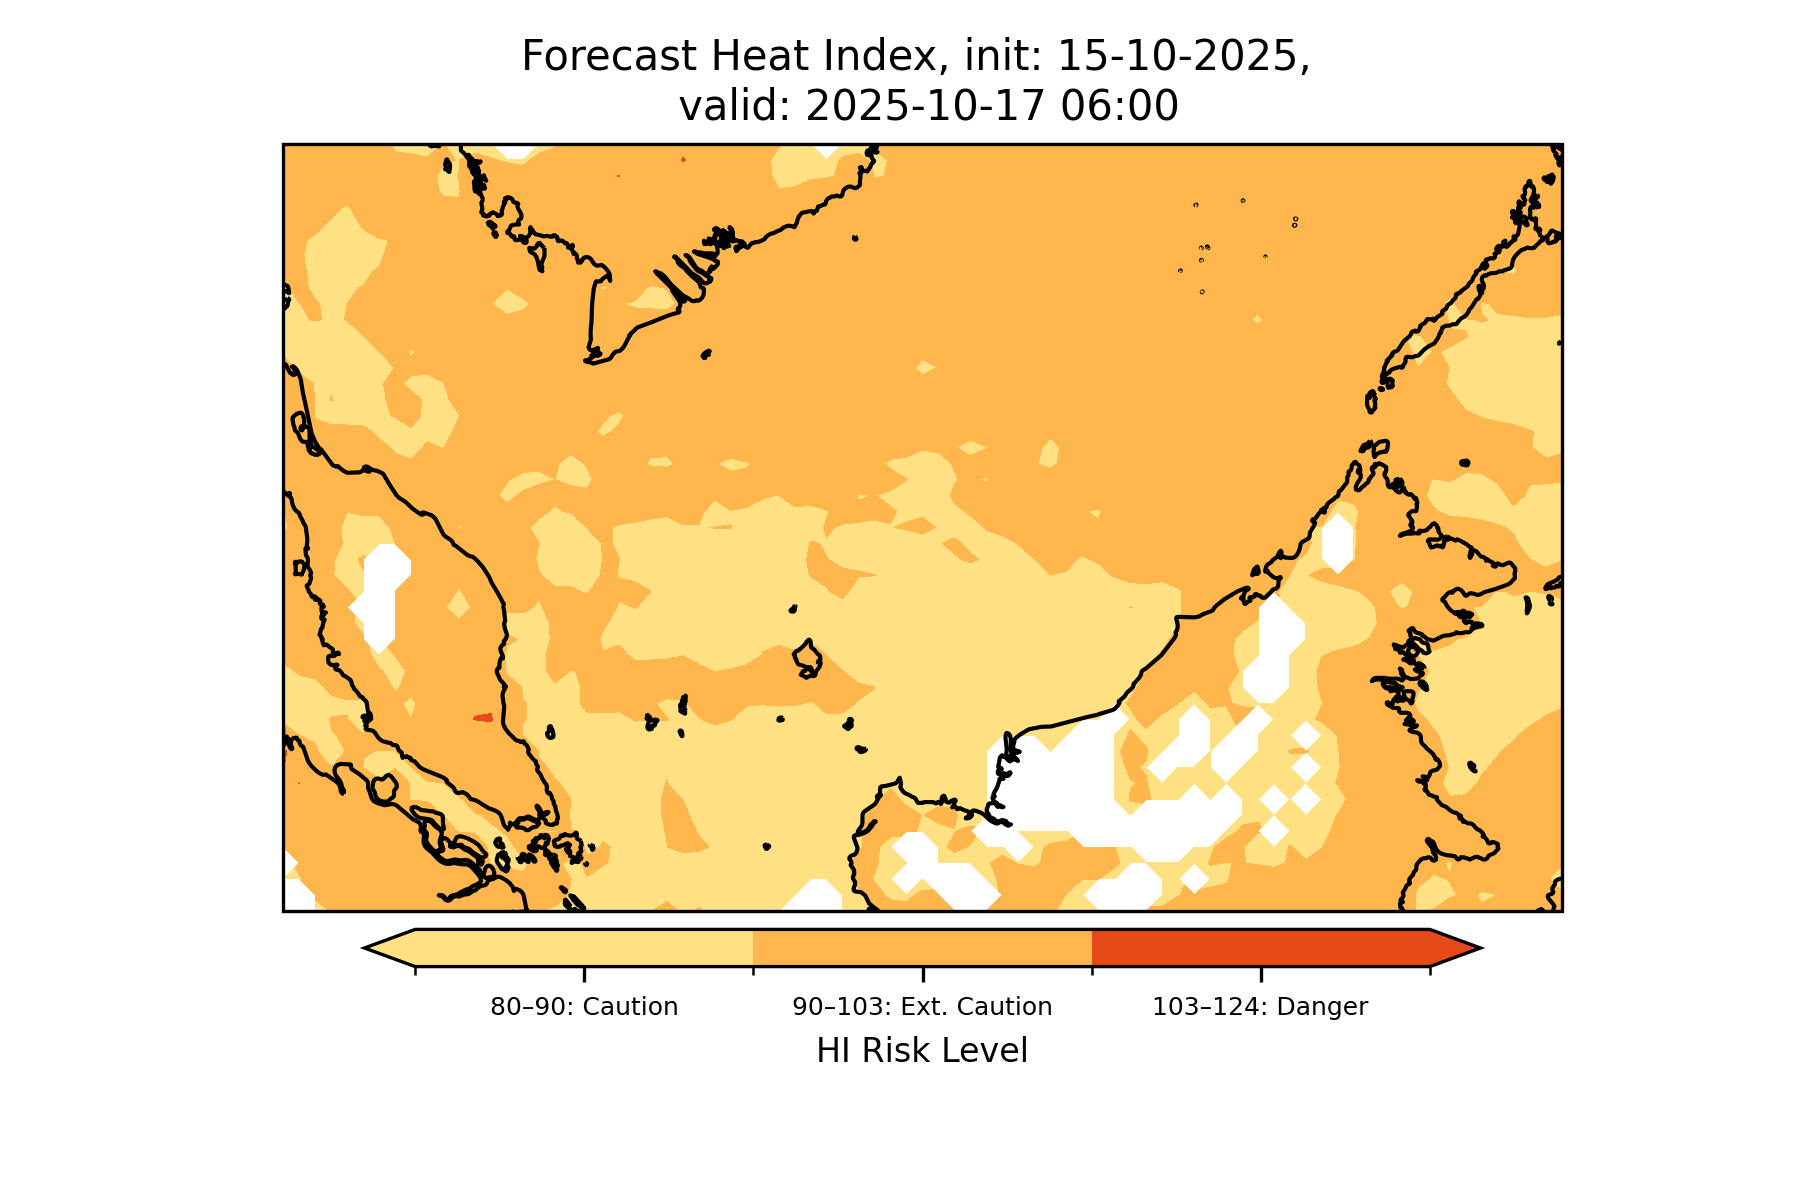 Forecast Heat Index, init: 15-10-2025,
valid: 2025-10-17 06:00
80–90: Caution
90–103: Ext. Caution
103–124: Danger
HI Risk Level